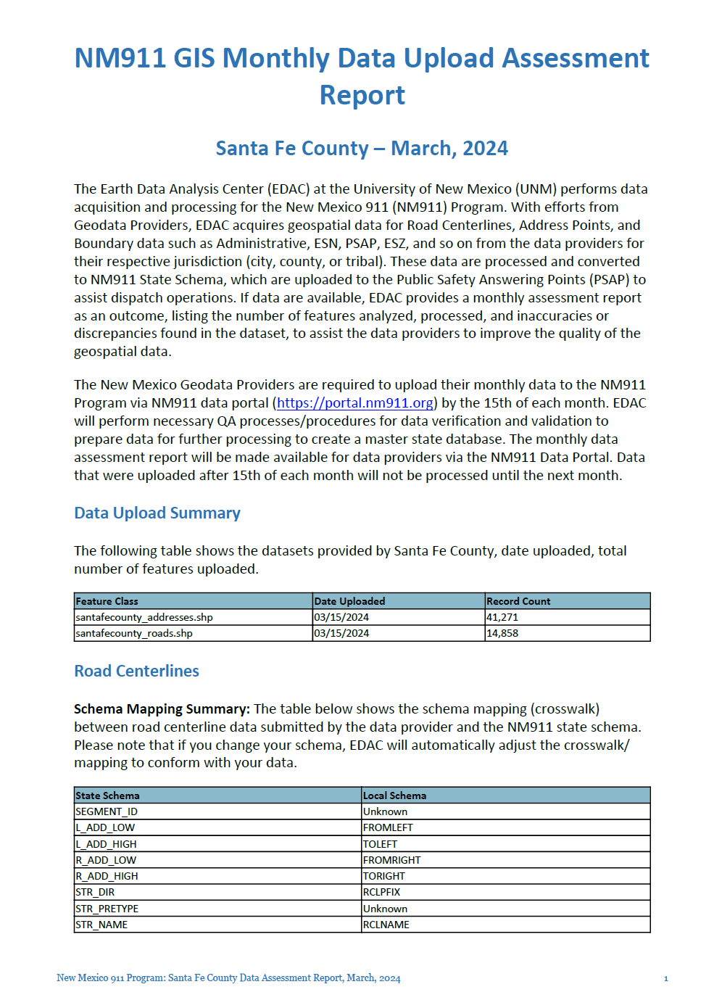 NM911 GIS Monthly Data Upload Assessment
Report
Santa Fe County – March, 2024
The Earth Data Analysis Center (EDAC) at the University of New Mexico (UNM) performs data
acquisition and processing for the New Mexico 911 (NM911) Program. With efforts from
Geodata Providers, EDAC acquires geospatial data for Road Centerlines, Address Points, and
Boundary data such as Administrative, ESN, PSAP, ESZ, and so on from the data providers for
their respective jurisdiction (city, county, or tribal). These data are processed and converted
to NM911 State Schema, which are uploaded to the Public Safety Answering Points (PSAP) to
assist dispatch operations. If data are available, EDAC provides a monthly assessment report
as an outcome, listing the number of features analyzed, processed, and inaccuracies or
discrepancies found in the dataset, to assist the data providers to improve the quality of the
geospatial data.
The New Mexico Geodata Providers are required to upload their monthly data to the NM911
Program via NM911 data portal (https://portal.nm911.org) by the 15th of each month. EDAC
will perform necessary QA processes/procedures for data verification and validation to
prepare data for further processing to create a master state database. The monthly data
assessment report will be made available for data providers via the NM911 Data Portal. Data
that were uploaded after 15th of each month will not be processed until the next month.
Data Upload Summary
The following table shows the datasets provided by Santa Fe County, date uploaded, total
number of features uploaded.
Feature Class Date Uploaded Record Count
santafecounty_addresses.shp 03/15/2024 41,271
santafecounty_roads.shp 03/15/2024 14,858
Road Centerlines
Schema Mapping Summary: The table below shows the schema mapping (crosswalk)
between road centerline data submitted by the data provider and the NM911 state schema.
Please note that if you change your schema, EDAC will automatically adjust the crosswalk/
mapping to conform with your data.
State Schema Local Schema
SEGMENT_ID Unknown
L_ADD_LOW FROMLEFT
L_ADD_HIGH TOLEFT
R_ADD_LOW FROMRIGHT
R_ADD_HIGH TORIGHT
STR_DIR RCLPFIX
STR_PRETYPE Unknown
STR_NAME RCLNAME
New Mexico 911 Program: Santa Fe County Data Assessment Report, March, 2024 1